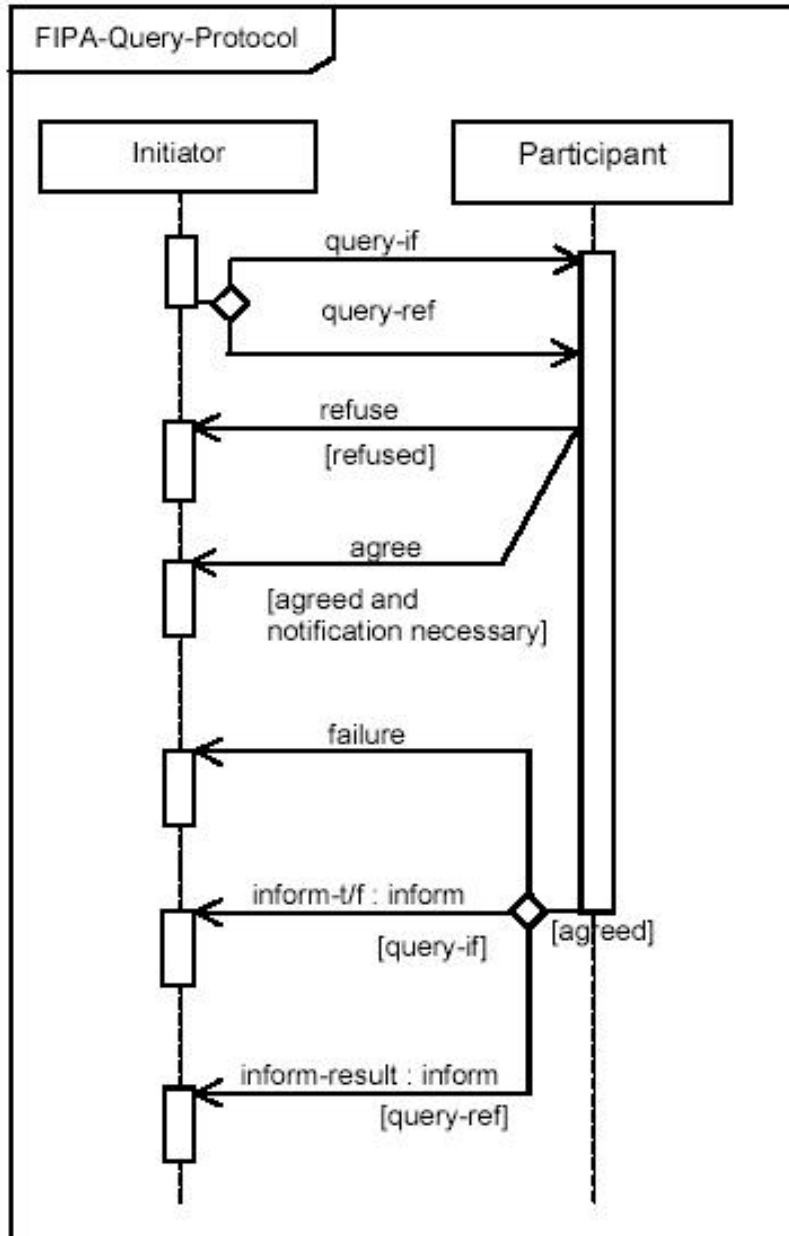 FIPA-Query-Protocol
Initiator
Participant
query-if
query-ref
refuse
[refused]
agree
[agreed and
notification necessary]
failure
inform-t/f : inform
[query-if]
[agreed]
inform-result : inform
[query-ref]